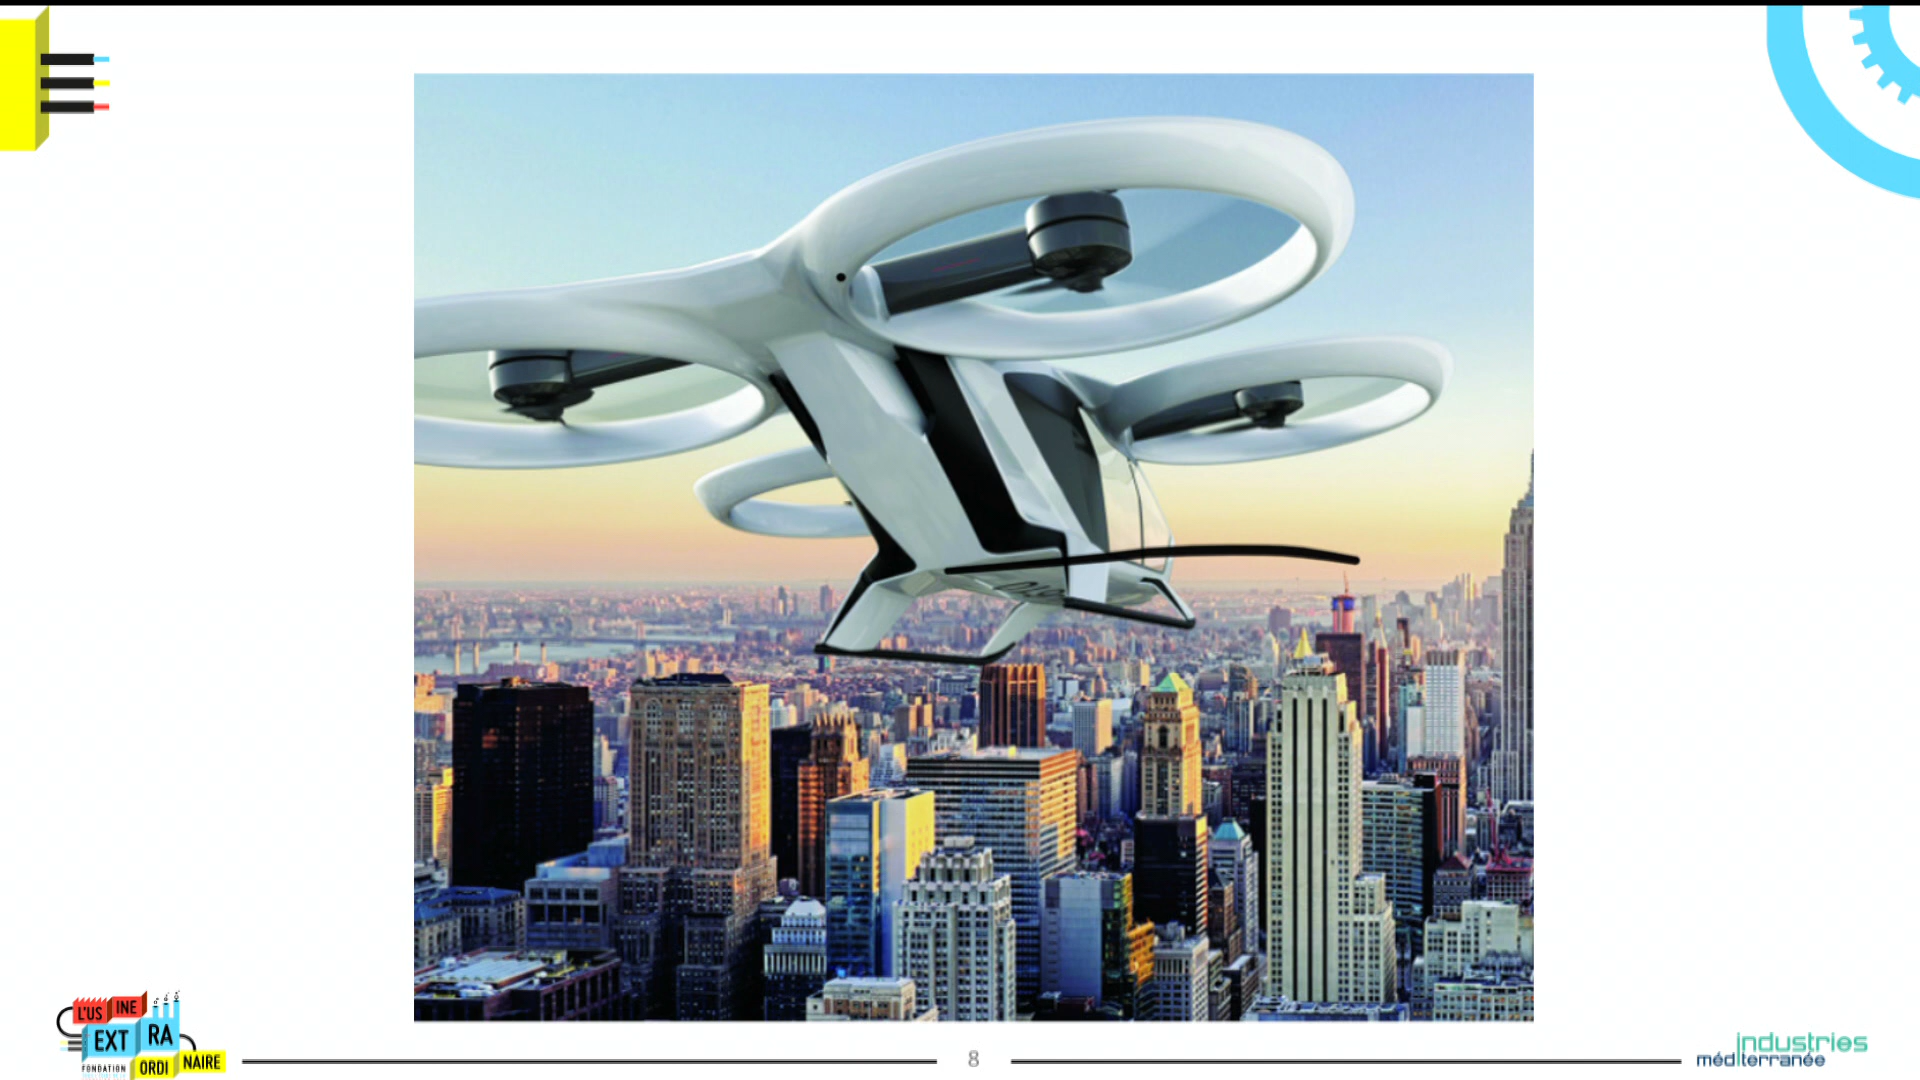 L'US INE
EXT RA
ORDI NAIRE
FONDATION
8
industries
méditerranée